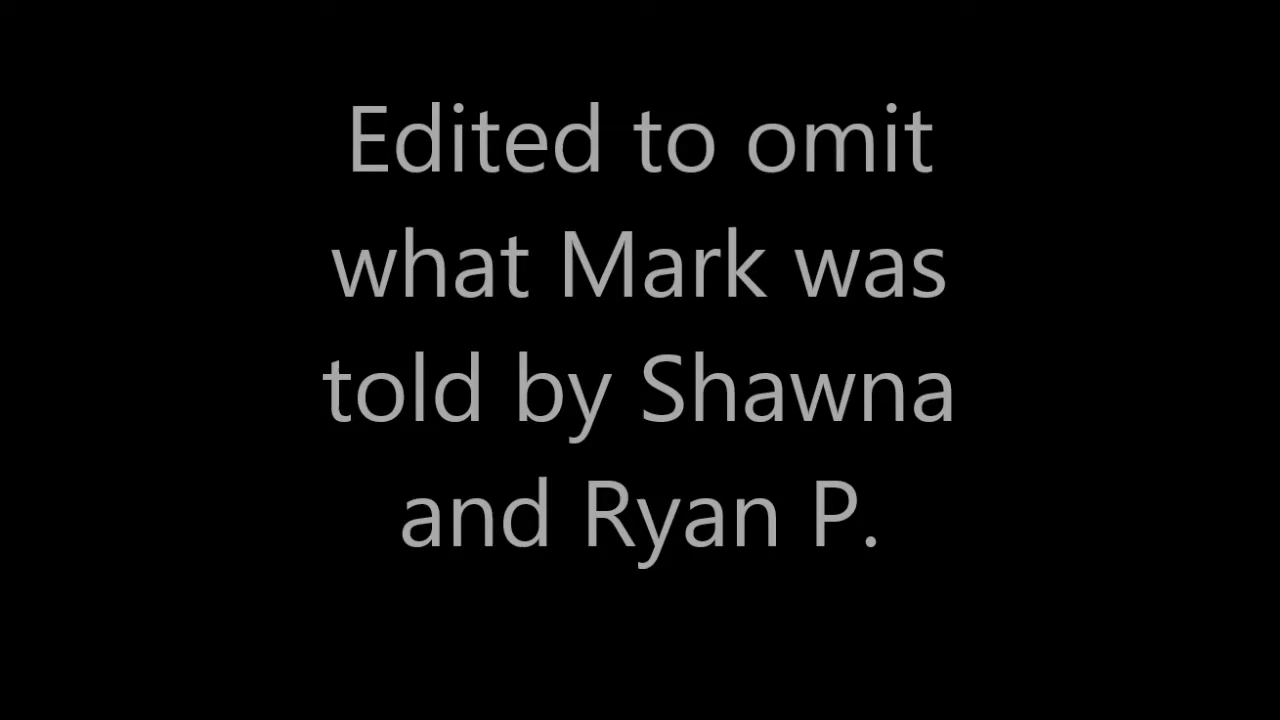 Edited to omit
what Mark was
told by Shawna
and Ryan P.